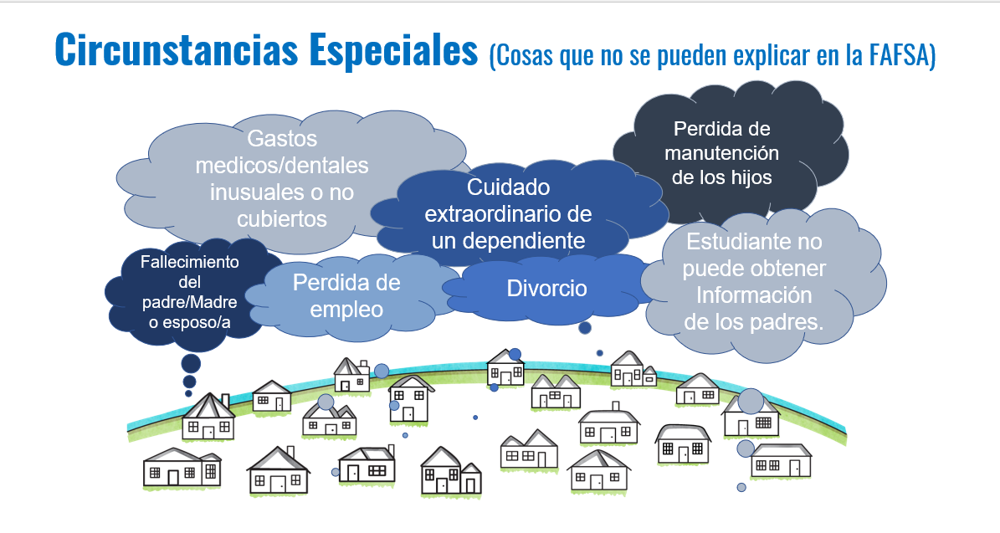 Circunstancias Especiales (Cosas que no se pueden explicar en la FAFSA)
Gastos
medicos/dentales
inusuales o no
cubiertos
Cuidado
extraordinario de
un dependiente
Perdida de
manutención
de los hijos
Fallecimiento
del
padre/Madre
o esposo/a
Perdida de
empleo
Divorcio
Estudiante no
puede obtener
Información
de los padres.